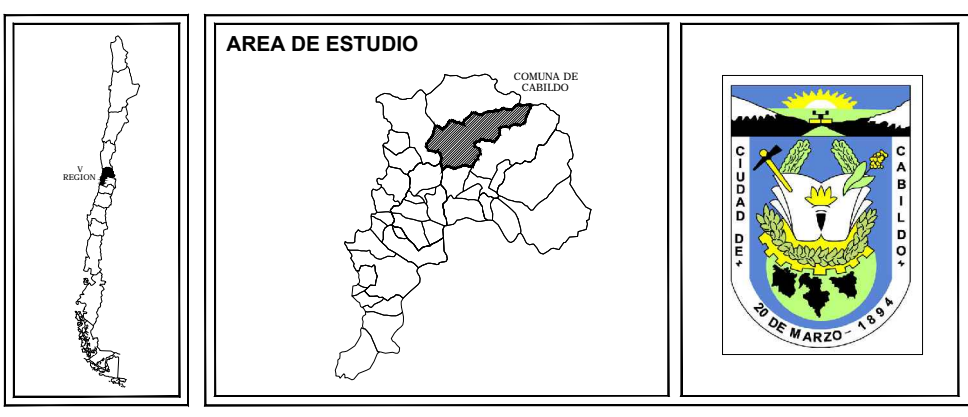 V
REGION
AREA DE ESTUDIO
COMUNA DE
CABILDO
CIUDAD DE
CABILDO
20 DE MARZO - 1894